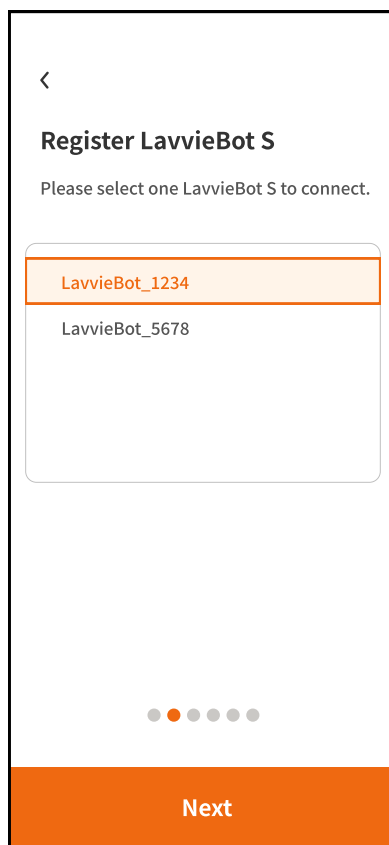 Register LavvieBot S
Please select one LavvieBot S to connect.
LavvieBot_1234
LavvieBot_5678
Next